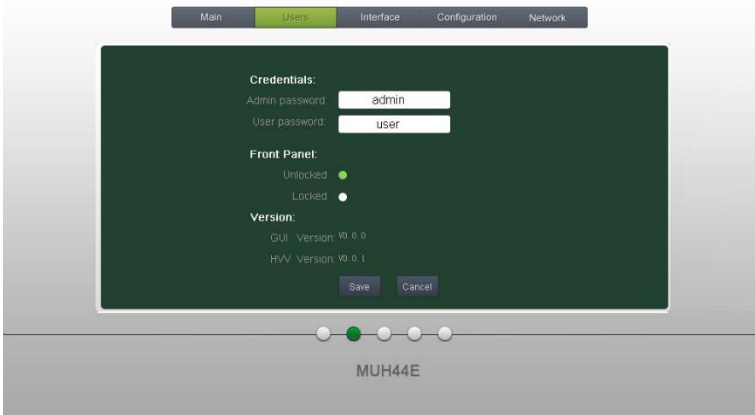 Main Users Interface Configuration Network
Credentials:
Admin password: admin
User password: user
Front Panel:
Unlocked
Locked
Version:
GUI Version: V0.0.0
HVV Version: V0.0.1
Save Cancel
MUH44E